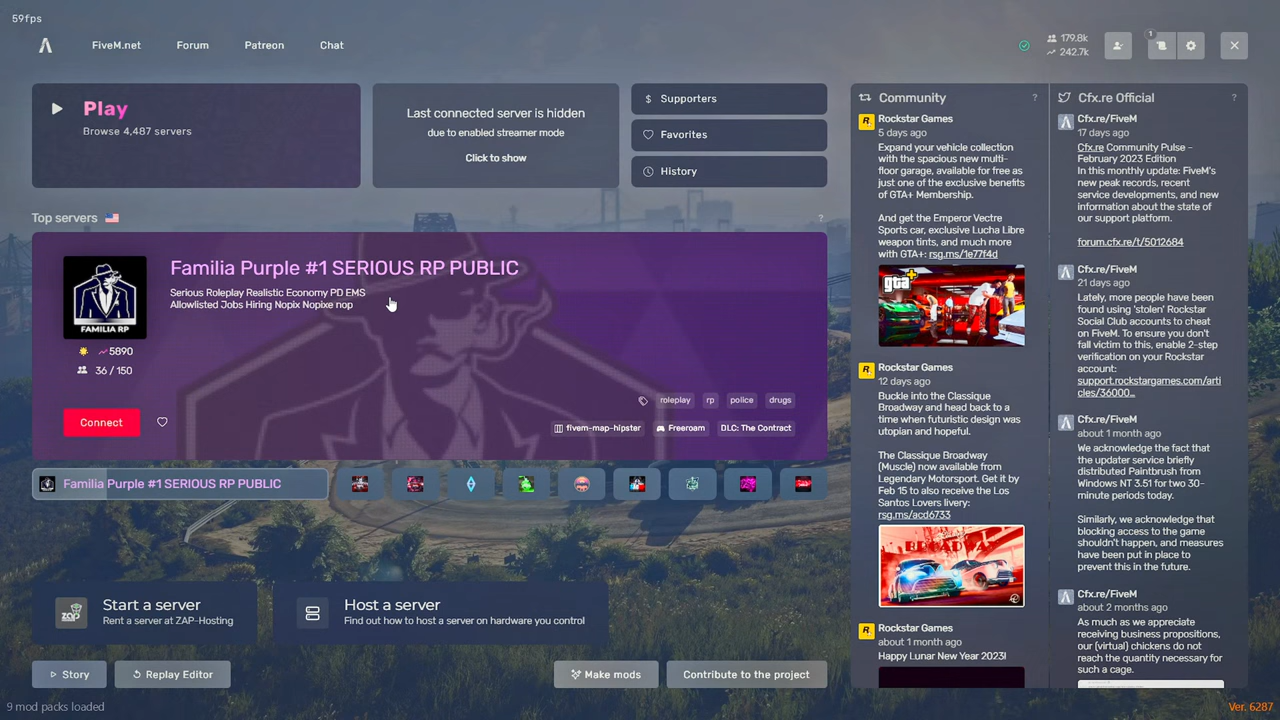 59fps
FiveM.net
Forum
Patreon
Chat
179.8k
242.7k
1
Play
Browse 4,487 servers
Last connected server is hidden
due to enabled streamer mode
Click to show
$ Supporters
Favorites
History
Top servers
?
Familia Purple #1 SERIOUS RP PUBLIC
Serious Roleplay Realistic Economy PD EMS
Allowlisted Jobs Hiring Nopix Nopixe nop
FAMILIA RP
5890
36 / 150
Connect
roleplay
rp
police
drugs
fivem-map-hipster
Freeroam
DLC: The Contract
Familia Purple #1 SERIOUS RP PUBLIC
Start a server
Rent a server at ZAP-Hosting
ZAP
Host a server
Find out how to host a server on hardware you control
Story
Replay Editor
Make mods
Contribute to the project
9 mod packs loaded
Community
?
R
Rockstar Games
5 days ago
Expand your vehicle collection
with the spacious new multi-
floor garage, available for free as
just one of the exclusive benefits
of GTA+ Membership.
And get the Emperor Vectre
Sports car, exclusive Lucha Libre
weapon tints, and much more
with GTA+: rsg.ms/1e77f4d
gta+
R
Rockstar Games
12 days ago
Buckle into the Classique
Broadway and head back to a
time when futuristic design was
utopian and hopeful.
The Classique Broadway
(Muscle) now available from
Legendary Motorsport. Get it by
Feb 15 to also receive the Los
Santos Lovers livery:
rsg.ms/acd6733
BROADWAY
R
Rockstar Games
about 1 month ago
Happy Lunar New Year 2023!
Cfx.re Official
?
Cfx.re/FiveM
17 days ago
Cfx.re Community Pulse –
February 2023 Edition
In this monthly update: FiveM's
new peak records, recent
service developments, and new
information about the state of
our support platform.
forum.cfx.re/t/5012684
Cfx.re/FiveM
21 days ago
Lately, more people have been
found using 'stolen' Rockstar
Social Club accounts to cheat
on FiveM. To ensure you don't
fall victim to this, enable 2-step
verification on your Rockstar
account:
support.rockstargames.com/arti
cles/36000…
Cfx.re/FiveM
about 1 month ago
We acknowledge the fact that
the updater service briefly
distributed Paintbrush from
Windows NT 3.51 for two 30-
minute periods today.
Similarly, we acknowledge that
blocking access to the game
shouldn't happen, and measures
have been put in place to
prevent this in the future.
Cfx.re/FiveM
about 2 months ago
As much as we appreciate
receiving business propositions,
our (virtual) chickens do not
reach the quantity necessary for
such a cage.
Ver. 6287